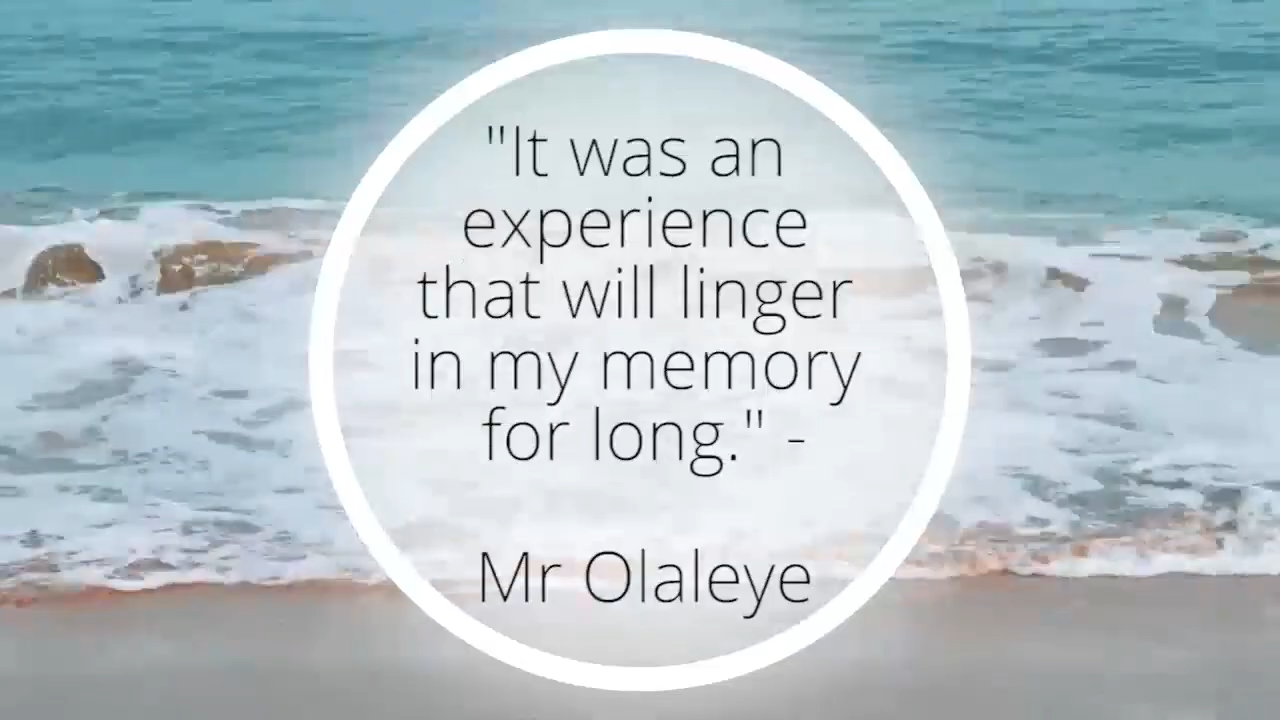 "It was an
experience
that will linger
in my memory
for long." -
Mr Olaleye